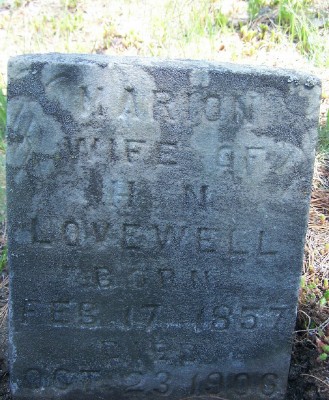 MARION
WIFE OF
H. N.
LOVEWELL
BORN
FEB. 17, 1857
DIED
OCT. 23, 1906